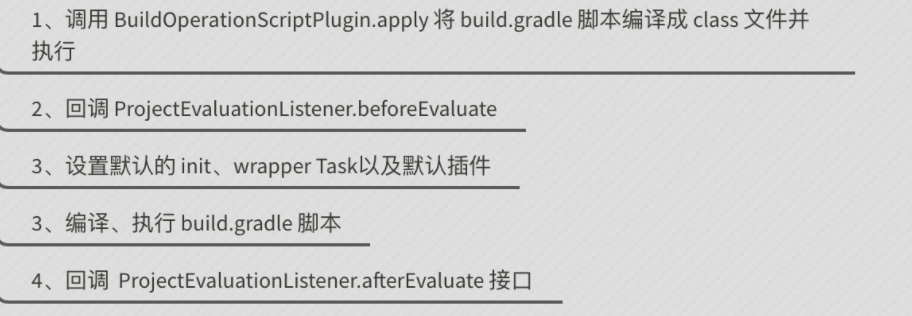 1、调用 BuildOperationScriptPlugin.apply 将 build.gradle 脚本编译成 class 文件并
执行
2、回调 ProjectEvaluationListener.beforeEvaluate
3、设置默认的 init、wrapper Task以及默认插件
3、编译、执行 build.gradle 脚本
4、回调 ProjectEvaluationListener.afterEvaluate 接口